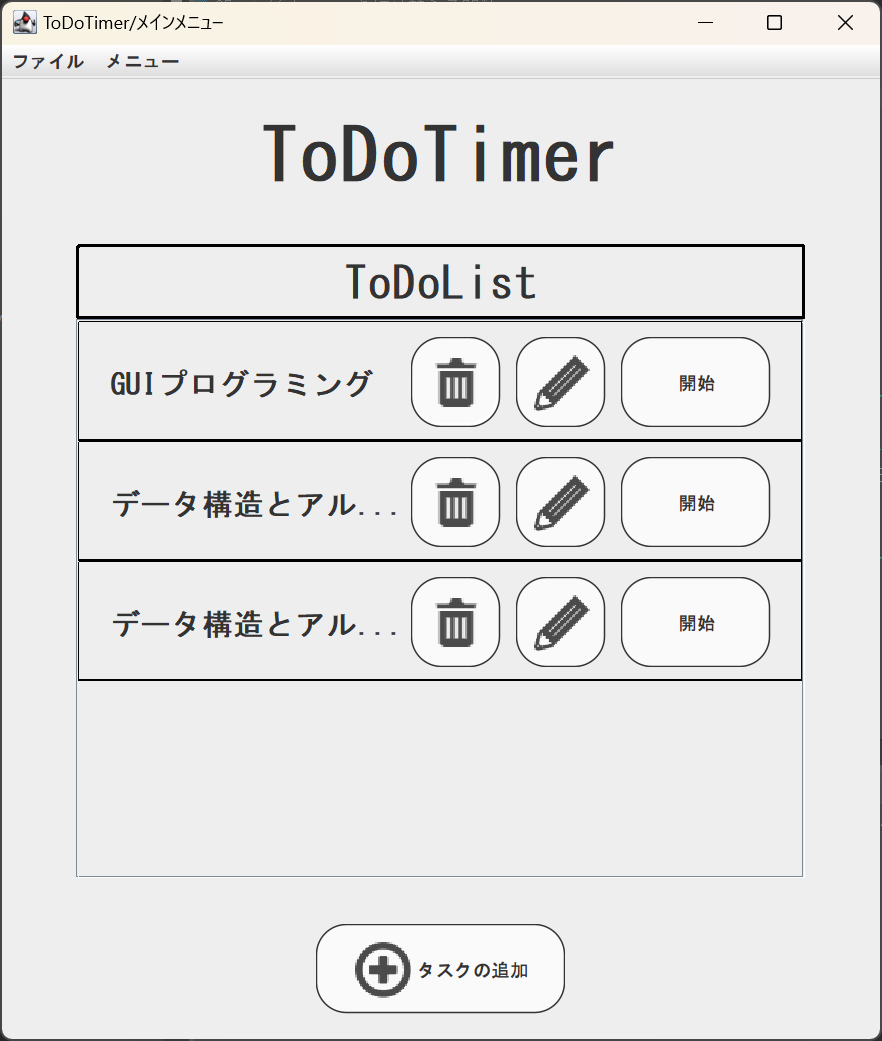 ToDoTimer/メインメニュー
ファイル メニュー
ToDoTimer
ToDoList
GUIプログラミング 開始
データ構造とアル... 開始
データ構造とアル... 開始
タスクの追加